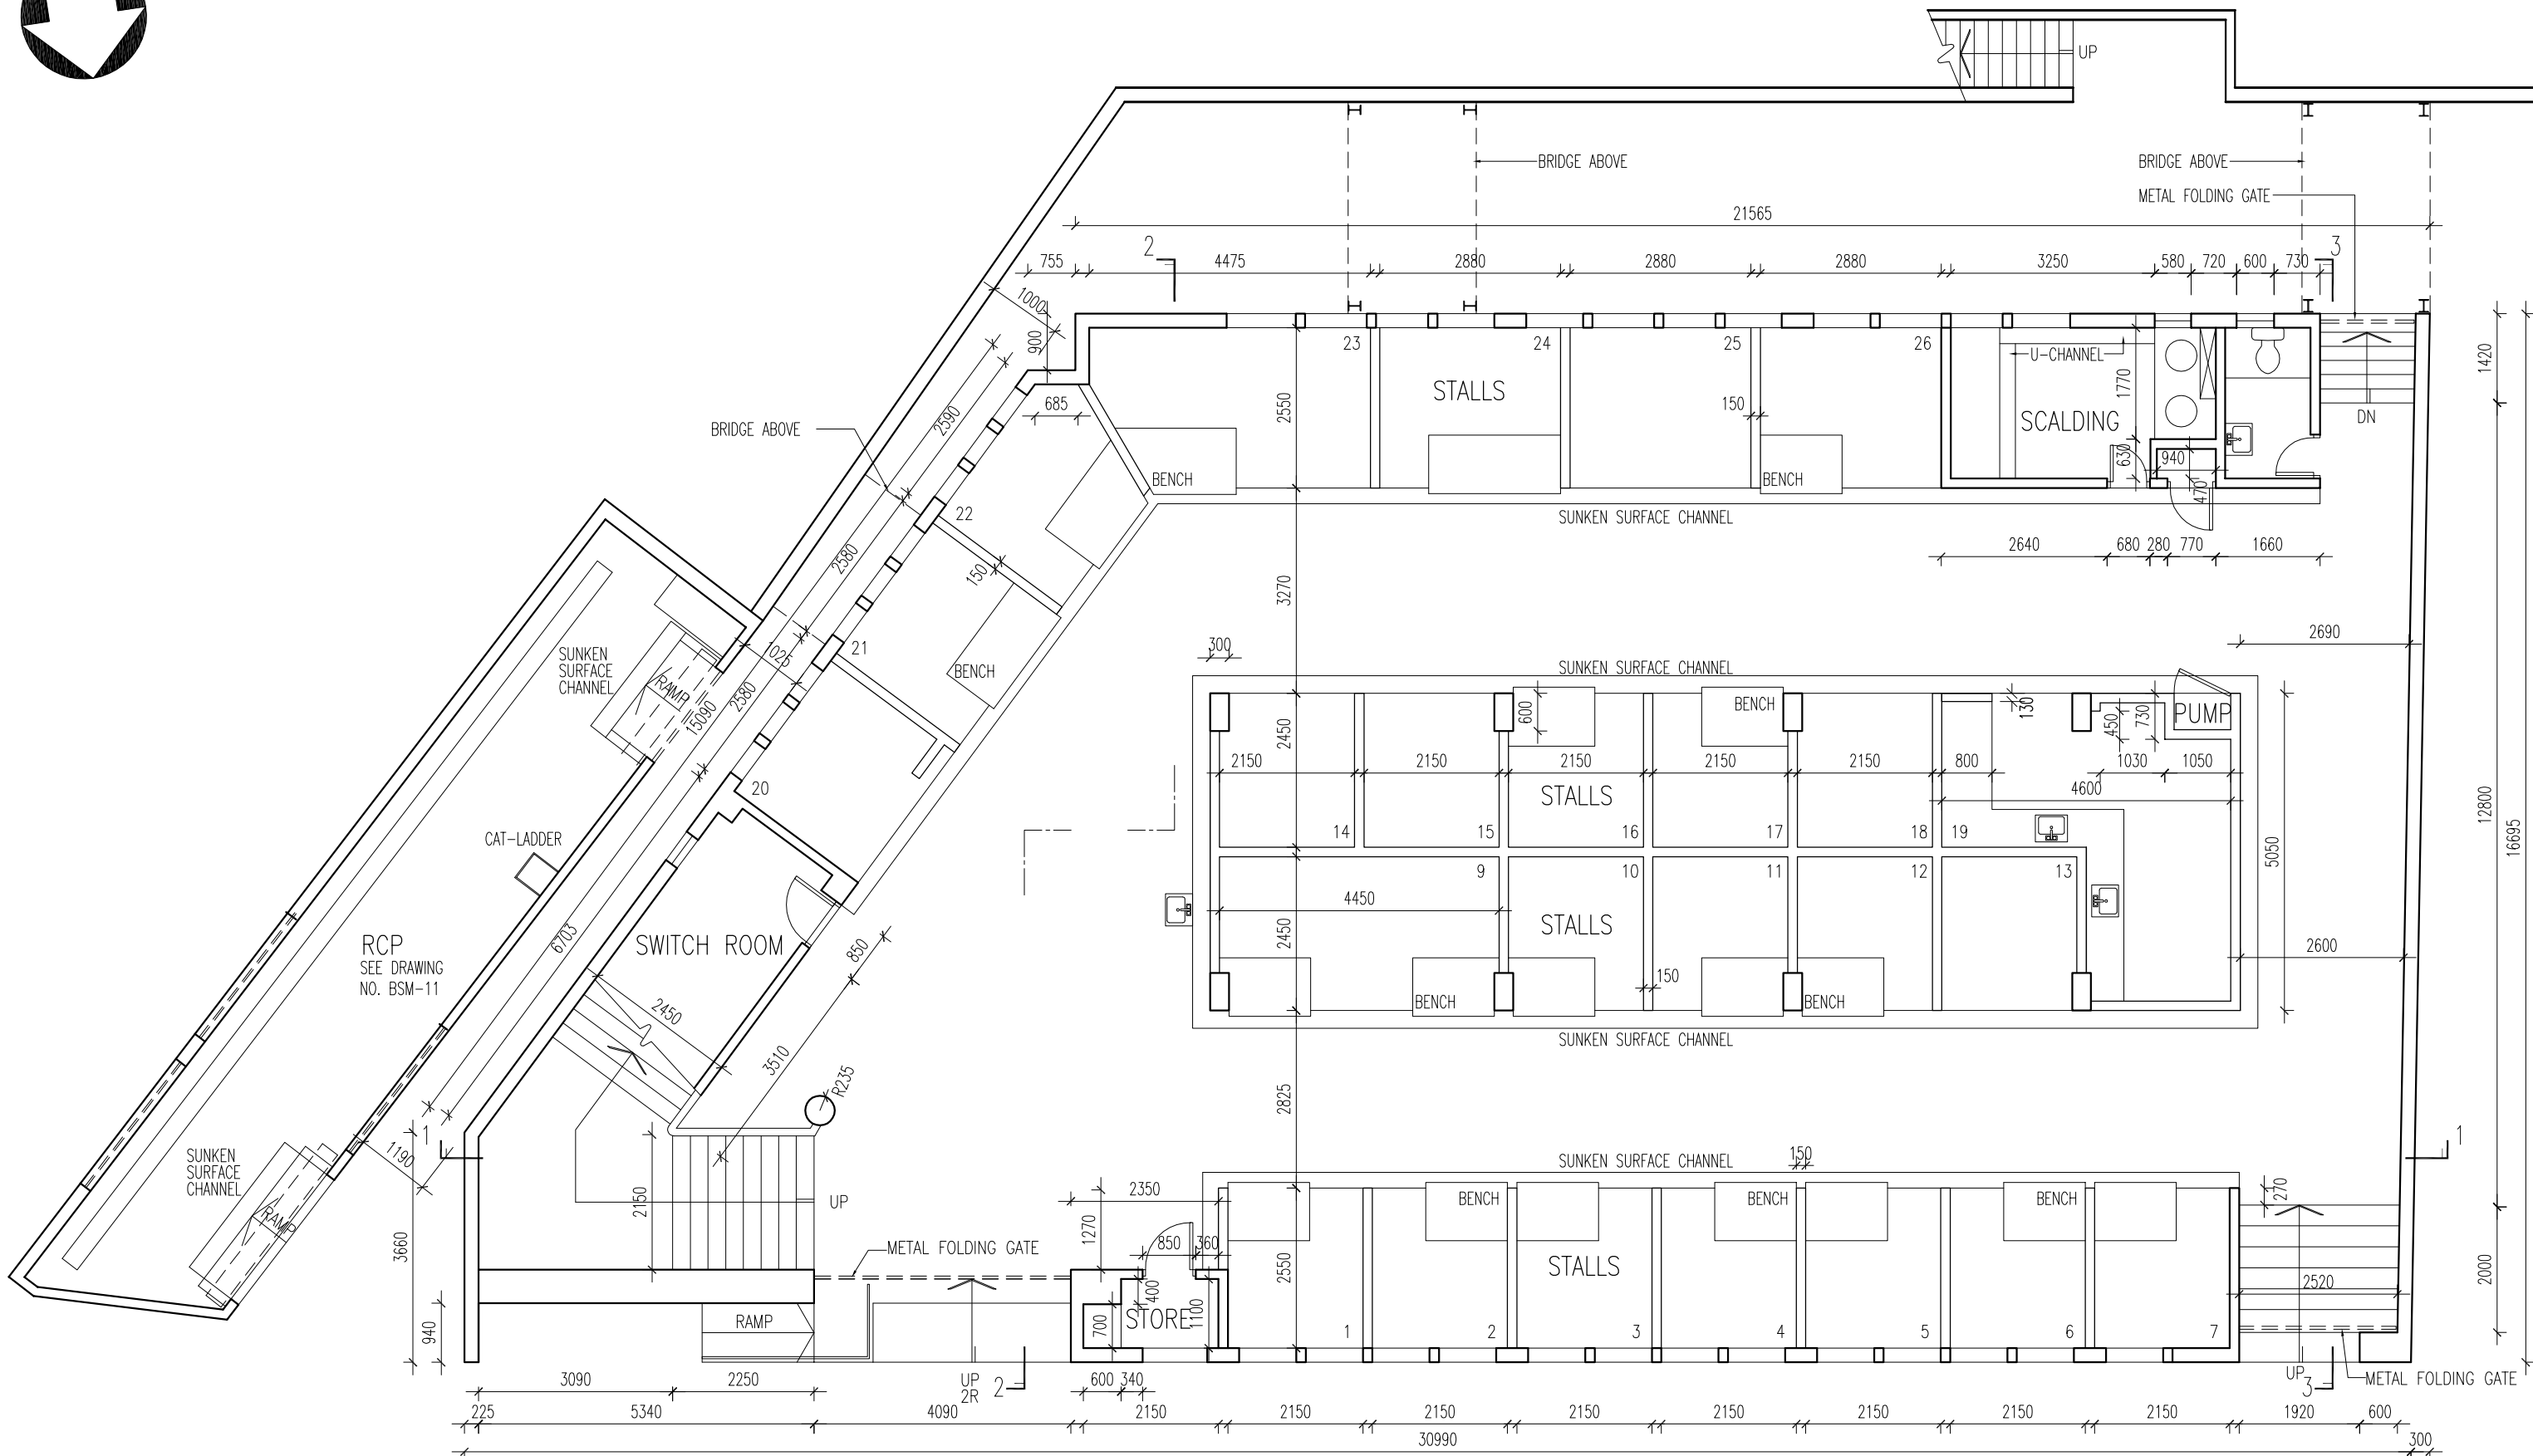 UP
BRIDGE ABOVE
BRIDGE ABOVE
METAL FOLDING GATE
21565
2
3
755
4475
2880
2880
2880
3250
580
720
600
730
1000
900
23
24
25
26
U-CHANNEL
1420
STALLS
150
1770
SCALDING
2550
685
2590
BRIDGE ABOVE
DN
BENCH
BENCH
630
940
470
22
SUNKEN SURFACE CHANNEL
2640
680
280
770
1660
2580
150
3270
21
1025
300
2690
SUNKEN
SURFACE
CHANNEL
RAMP
BENCH
SUNKEN SURFACE CHANNEL
15090
2580
600
BENCH
130
450
730
PUMP
2450
2150
2150
2150
2150
2150
800
1030
1050
4600
20
STALLS
12800
16695
CAT-LADDER
14
15
16
17
18
19
5050
9
10
11
12
13
4450
STALLS
RCP
SEE DRAWING
NO. BSM-11
6703
SWITCH ROOM
850
2450
2600
150
BENCH
BENCH
2450
3510
SUNKEN SURFACE CHANNEL
R235
2825
1
1190
SUNKEN
SURFACE
CHANNEL
RAMP
SUNKEN SURFACE CHANNEL
150
1
2150
UP
2350
1270
BENCH
BENCH
BENCH
270
3660
METAL FOLDING GATE
850
360
2550
STALLS
2000
2520
400
STORE
1100
700
940
RAMP
1
2
3
4
5
6
7
3090
2250
UP
2R
2
600
340
UP
3
METAL FOLDING GATE
225
5340
4090
2150
2150
2150
2150
2150
2150
2150
2150
1920
600
30990
300